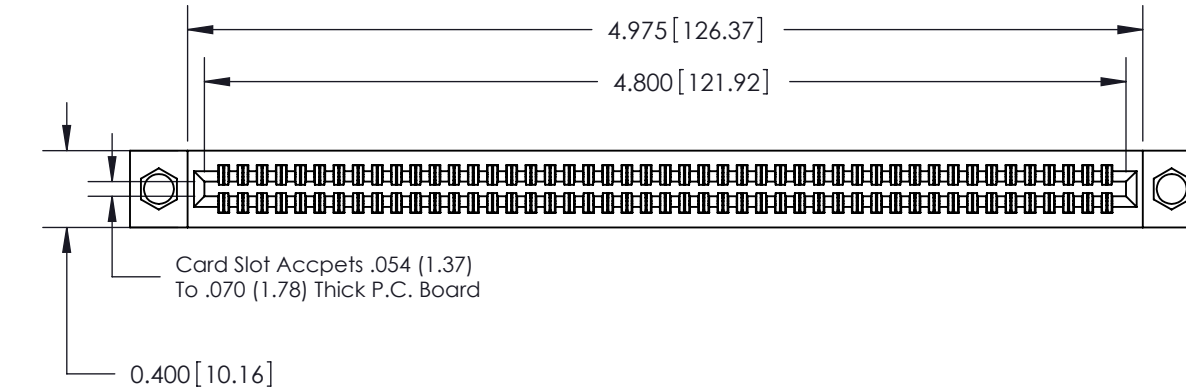 4.975 [126.37]
4.800 [121.92]
Card Slot Accpets .054 (1.37)
To .070 (1.78) Thick P.C. Board
0.400 [10.16]